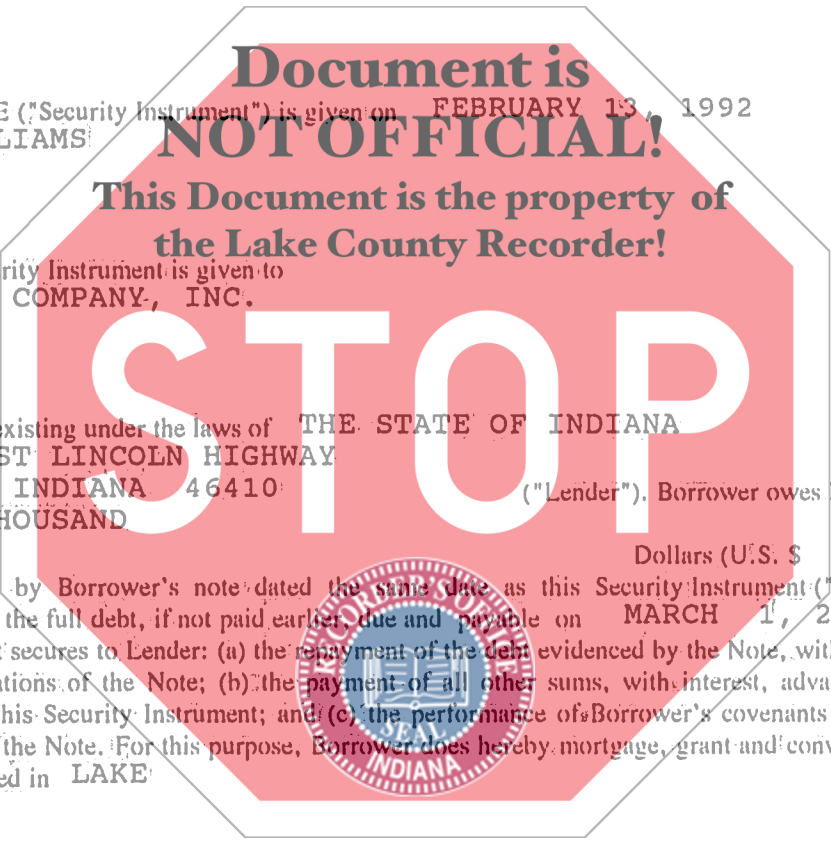 Document is
E ("Security Instrument") is given on FEBRUARY 13, 1992
LIAMS
NOT OFFICIAL!
This Document is the property of
the Lake County Recorder!
rity Instrument is given to
COMPANY, INC.
STOP
existing under the laws of THE STATE OF INDIANA
ST LINCOLN HIGHWAY
INDIANA 46410 ("Lender"). Borrower owes
HOUSAND
Dollars (U.S. $
by Borrower's note dated the same date as this Security Instrument ("
the full debt, if not paid earlier, due and payable on MARCH 1, 2
secures to Lender: (a) the repayment of the debt evidenced by the Note, wit
ations of the Note; (b) the payment of all other sums, with interest, adva
his Security Instrument; and (c) the performance of Borrower's covenants
the Note. For this purpose, Borrower does hereby mortgage, grant and conv
ed in LAKE
RECORDER'S OFFICE
SEAL
INDIANA